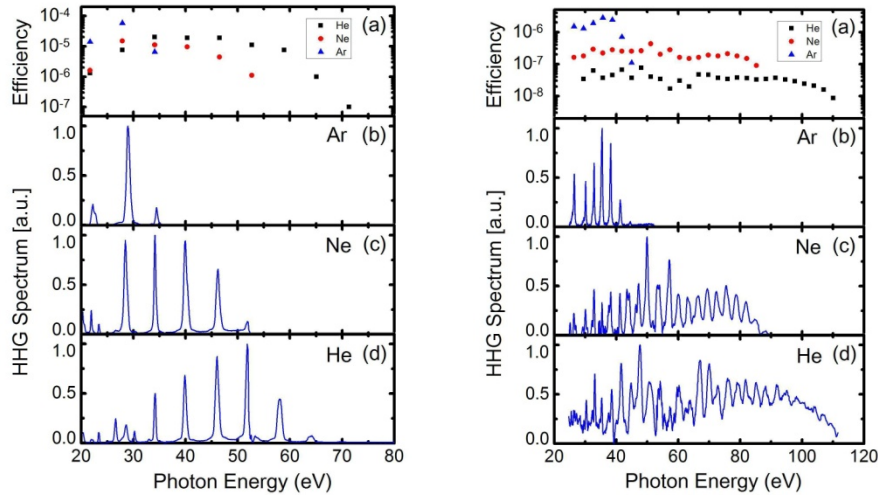 Efficiency
10⁻⁴
10⁻⁵
10⁻⁶
10⁻⁷
He
Ne
Ar
(a)
HHG Spectrum [a.u.]
1.0
0.5
0.0
Ar (b)
1.0
0.5
0.0
Ne (c)
1.0
0.5
0.0
He (d)
20 30 40 50 60 70 80
Photon Energy (eV)
Efficiency
10⁻⁶
10⁻⁷
10⁻⁸
He
Ne
Ar
(a)
HHG Spectrum [a.u.]
1.0
0.5
0.0
Ar (b)
1.0
0.5
0.0
Ne (c)
1.0
0.5
0.0
He (d)
20 40 60 80 100 120
Photon Energy (eV)